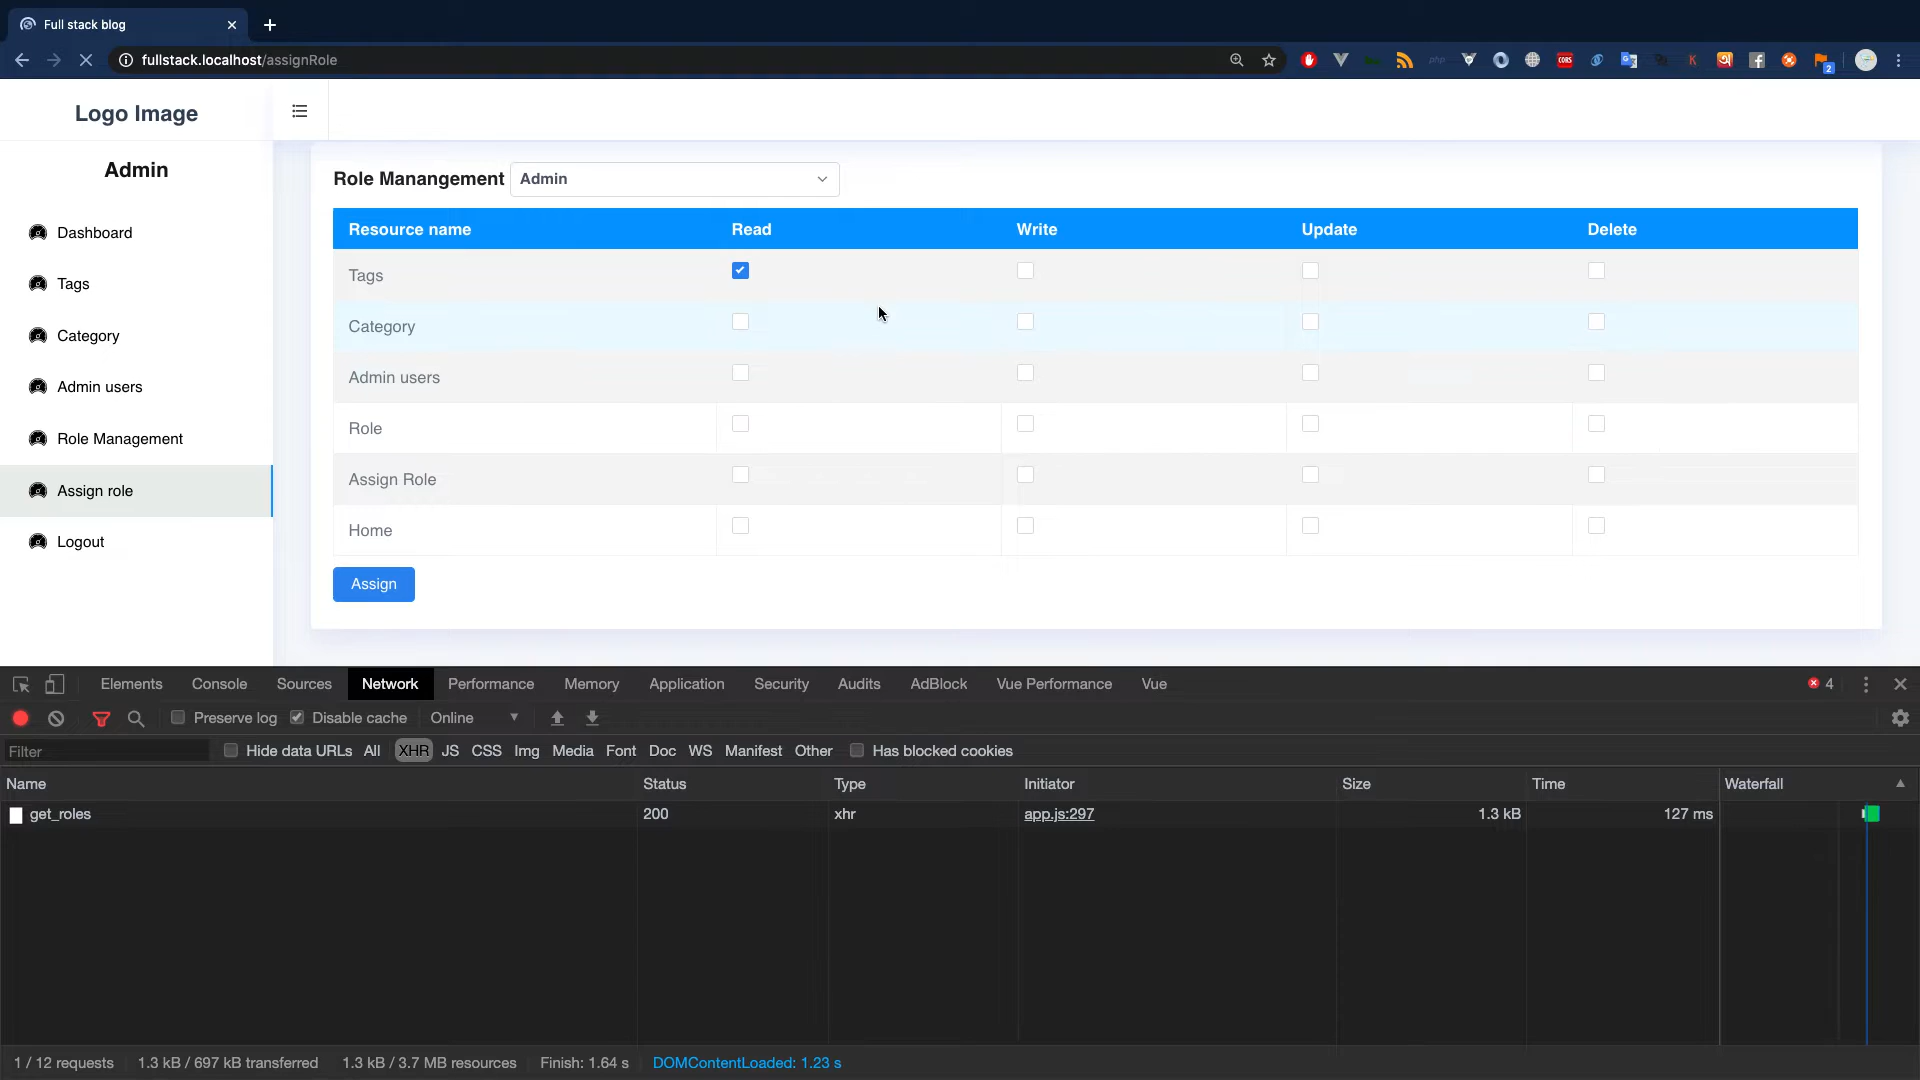 Full stack blog
fullstack.localhost/assignRole
php
CORS
K
2
Logo Image
Admin
Dashboard
Tags
Category
Admin users
Role Management
Assign role
Logout
Role Manangement Admin
Resource name Read Write Update Delete
Tags
Category
Admin users
Role
Assign Role
Home
Assign
Elements Console Sources Network Performance Memory Application Security Audits AdBlock Vue Performance Vue 4
Preserve log Disable cache Online
Filter Hide data URLs All XHR JS CSS Img Media Font Doc WS Manifest Other Has blocked cookies
Name Status Type Initiator Size Time Waterfall
get_roles 200 xhr app.js:297 1.3 kB 127 ms
1 / 12 requests 1.3 kB / 697 kB transferred 1.3 kB / 3.7 MB resources Finish: 1.64 s DOMContentLoaded: 1.23 s